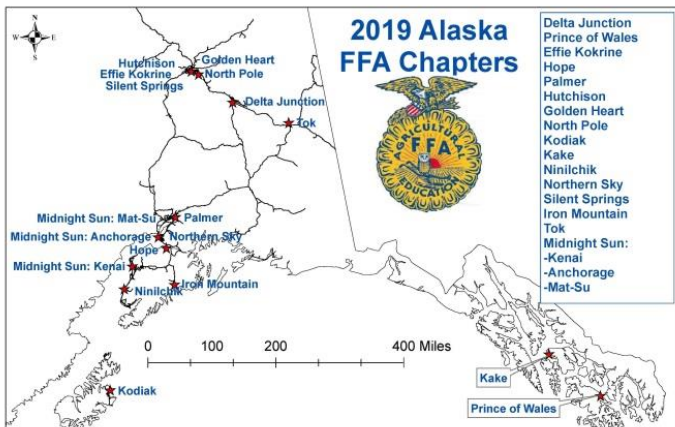 N
W
E
S
2019 Alaska
FFA Chapters
AGRICULTURAL
FFA
EDUCATION
Hutchison
Golden Heart
Effie Kokrine
North Pole
Silent Springs
Delta Junction
Tok
Midnight Sun: Mat-Su
Palmer
Midnight Sun: Anchorage
Northern Sky
Hope
Midnight Sun: Kenai
Iron Mountain
Ninilchik
0 100 200 400 Miles
Kodiak
Kake
Prince of Wales
Delta Junction
Prince of Wales
Effie Kokrine
Hope
Palmer
Hutchison
Golden Heart
North Pole
Kodiak
Kake
Ninilchik
Northern Sky
Silent Springs
Iron Mountain
Tok
Midnight Sun:
-Kenai
-Anchorage
-Mat-Su